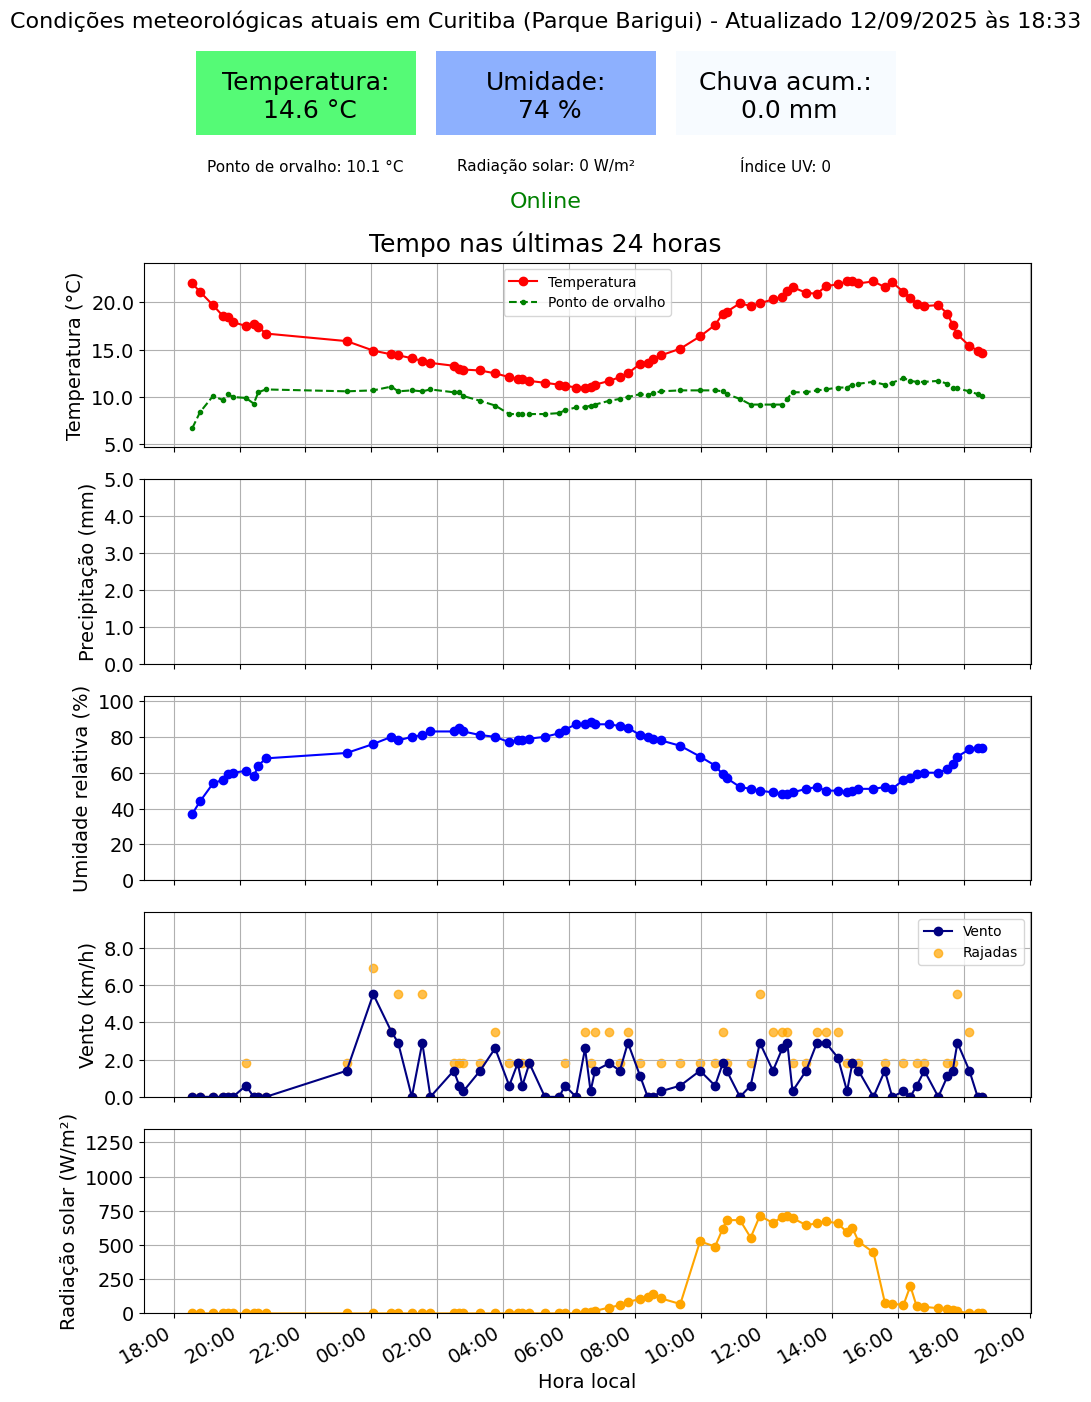 Condições meteorológicas atuais em Curitiba (Parque Barigui) - Atualizado 12/09/2025 às 18:33
Temperatura:
14.6 °C
Umidade:
74 %
Chuva acum.:
0.0 mm
Ponto de orvalho: 10.1 °C
Radiação solar: 0 W/m²
Índice UV: 0
Online
Tempo nas últimas 24 horas
Temperatura (°C)
20.0
15.0
10.0
5.0
Temperatura
Ponto de orvalho
Precipitação (mm)
5.0
4.0
3.0
2.0
1.0
0.0
Umidade relativa (%)
100
80
60
40
20
0
Vento (km/h)
8.0
6.0
4.0
2.0
0.0
Vento
Rajadas
Radiação solar (W/m²)
1250
1000
750
500
250
0
18:00
20:00
22:00
00:00
02:00
04:00
06:00
08:00
10:00
12:00
14:00
16:00
18:00
20:00
Hora local